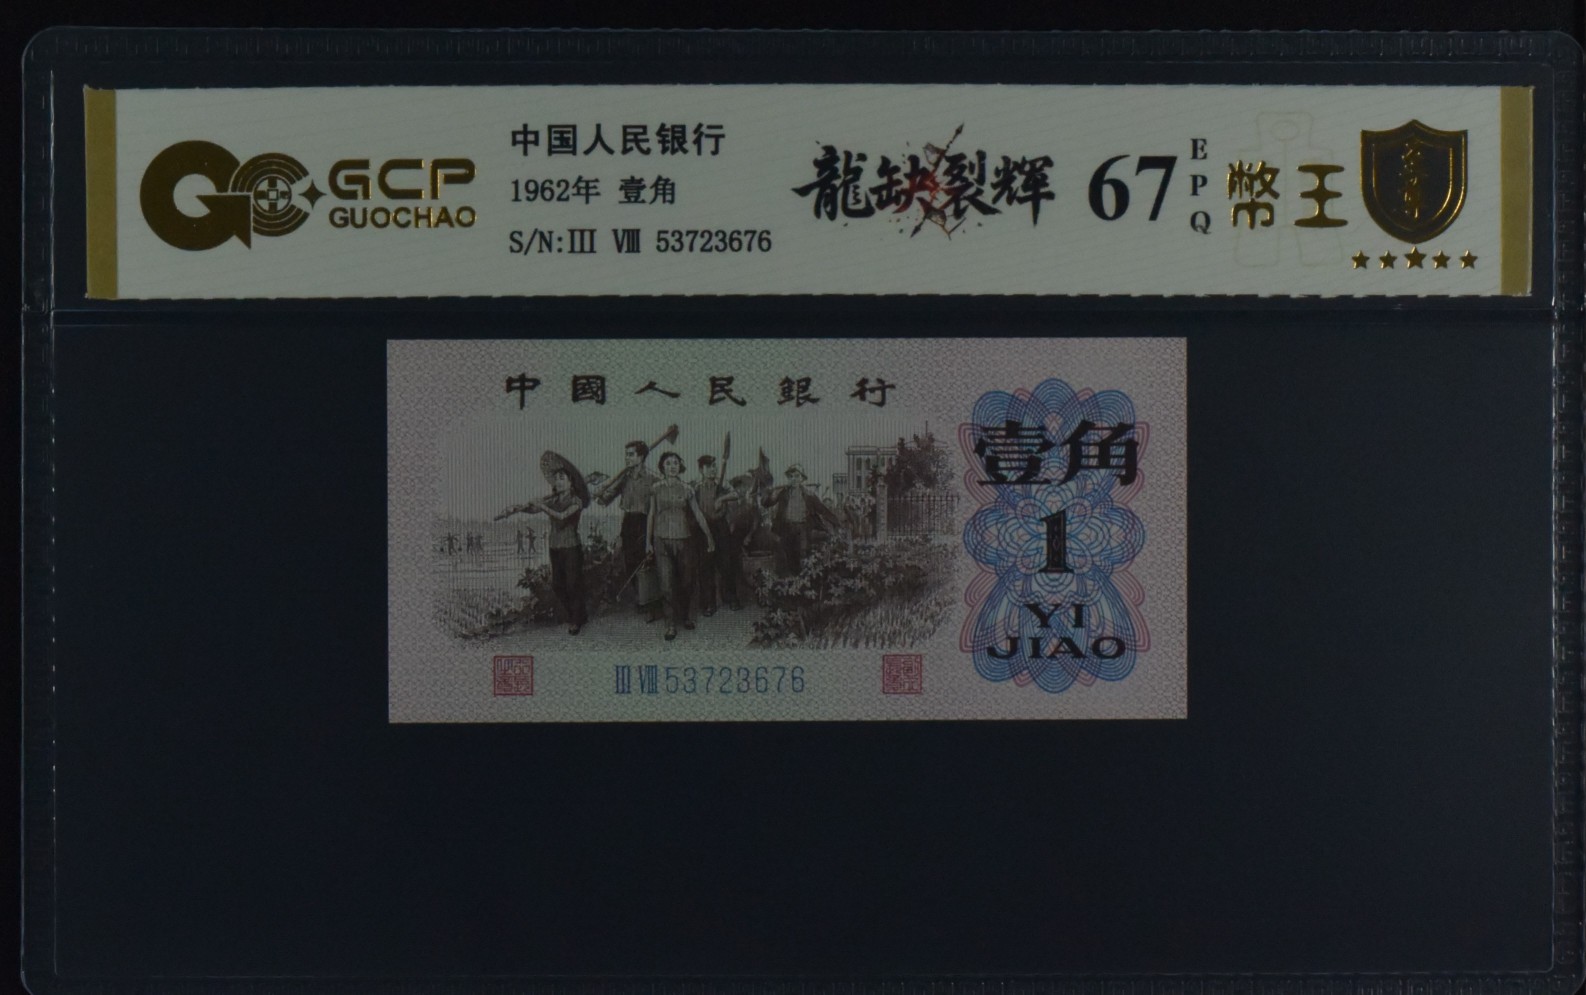 GCP
GUOCHAO
中国人民银行
1962年 壹角
S/N:III VIII 53723676
龍缺裂輝
67
EPQ
幣王
中國人民銀行
壹角
1
YI
JIAO
III VIII 53723676